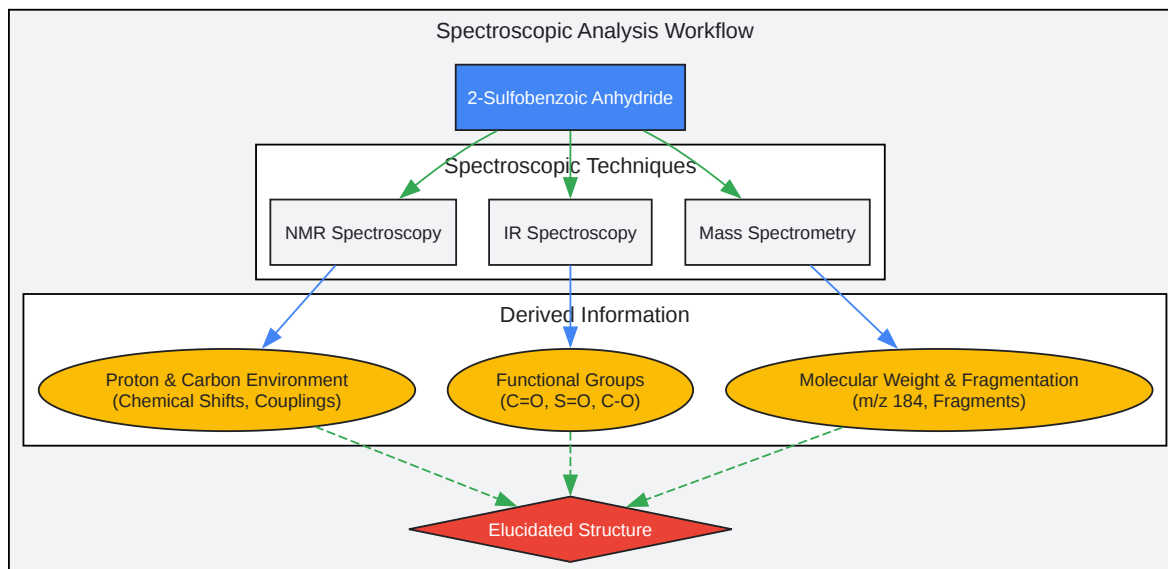 Spectroscopic Analysis Workflow
2-Sulfobenzoic Anhydride
Spectroscopic Techniques
NMR Spectroscopy
IR Spectroscopy
Mass Spectrometry
Derived Information
Proton & Carbon Environment
(Chemical Shifts, Couplings)
Functional Groups
(C=O, S=O, C-O)
Molecular Weight & Fragmentation
(m/z 184, Fragments)
Elucidated Structure